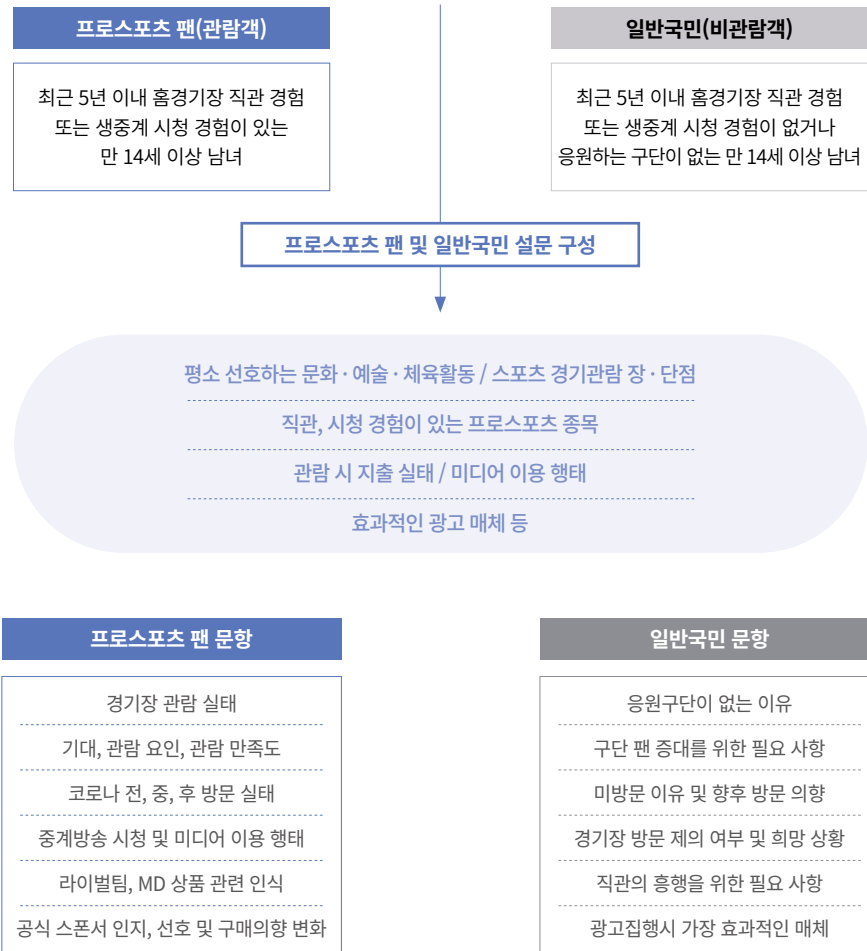 프로스포츠 팬(관람객)
일반국민(비관람객)
최근 5년 이내 홈경기장 직관 경험
또는 생중계 시청 경험이 있는
만 14세 이상 남녀
최근 5년 이내 홈경기장 직관 경험
또는 생중계 시청 경험이 없거나
응원하는 구단이 없는 만 14세 이상 남녀
프로스포츠 팬 및 일반국민 설문 구성
평소 선호하는 문화 · 예술 · 체육활동 / 스포츠 경기관람 장 · 단점
직관, 시청 경험이 있는 프로스포츠 종목
관람 시 지출 실태 / 미디어 이용 행태
효과적인 광고 매체 등
프로스포츠 팬 문항
경기장 관람 실태
기대, 관람 요인, 관람 만족도
코로나 전, 중, 후 방문 실태
중계방송 시청 및 미디어 이용 행태
라이벌팀, MD 상품 관련 인식
공식 스폰서 인지, 선호 및 구매의향 변화
일반국민 문항
응원구단이 없는 이유
구단 팬 증대를 위한 필요 사항
미방문 이유 및 향후 방문 의향
경기장 방문 제의 여부 및 희망 상황
직관의 흥행을 위한 필요 사항
광고집행시 가장 효과적인 매체